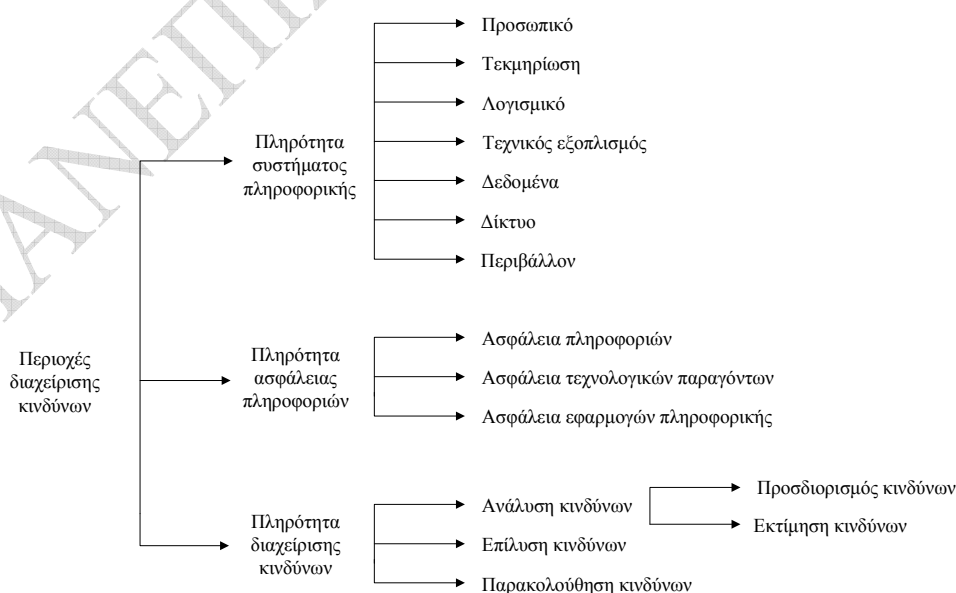 ΠΑΝΕΠΙ
Περιοχές
διαχείρισης
κινδύνων
Πληρότητα
συστήματος
πληροφορικής
Προσωπικό
Τεκμηρίωση
Λογισμικό
Τεχνικός εξοπλισμός
Δεδομένα
Δίκτυο
Περιβάλλον
Πληρότητα
ασφάλειας
πληροφοριών
Ασφάλεια πληροφοριών
Ασφάλεια τεχνολογικών παραγόντων
Ασφάλεια εφαρμογών πληροφορικής
Πληρότητα
διαχείρισης
κινδύνων
Ανάλυση κινδύνων
Προσδιορισμός κινδύνων
Εκτίμηση κινδύνων
Επίλυση κινδύνων
Παρακολούθηση κινδύνων